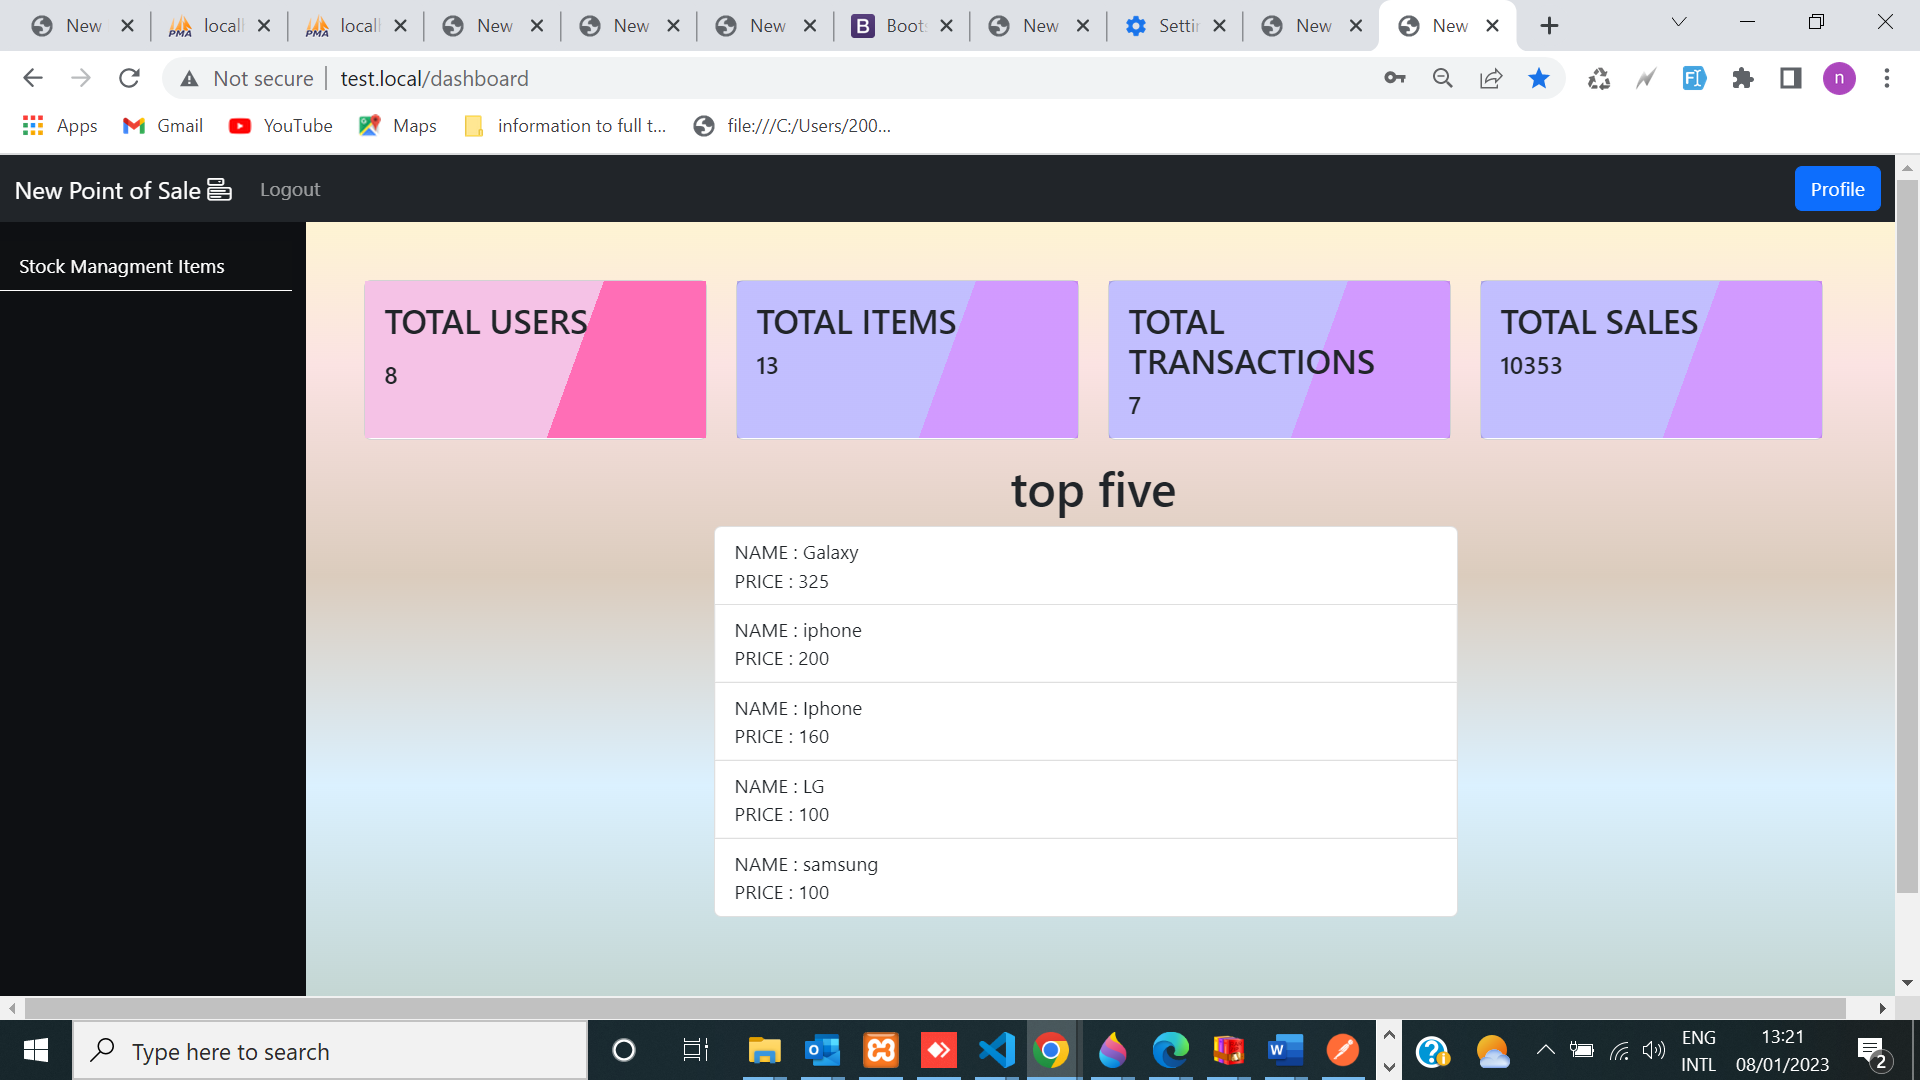 New
locall
locall
New
New
New
Boots
New
Settin
New
New
Not secure
test.local/dashboard
n
Apps
Gmail
YouTube
Maps
information to full t...
file:///C:/Users/200...
New Point of Sale
Logout
Profile
Stock Managment Items
TOTAL USERS
8
TOTAL ITEMS
13
TOTAL
TRANSACTIONS
7
TOTAL SALES
10353
top five
NAME : Galaxy
PRICE : 325
NAME : iphone
PRICE : 200
NAME : Iphone
PRICE : 160
NAME : LG
PRICE : 100
NAME : samsung
PRICE : 100
Type here to search
ENG
INTL
13:21
08/01/2023
2